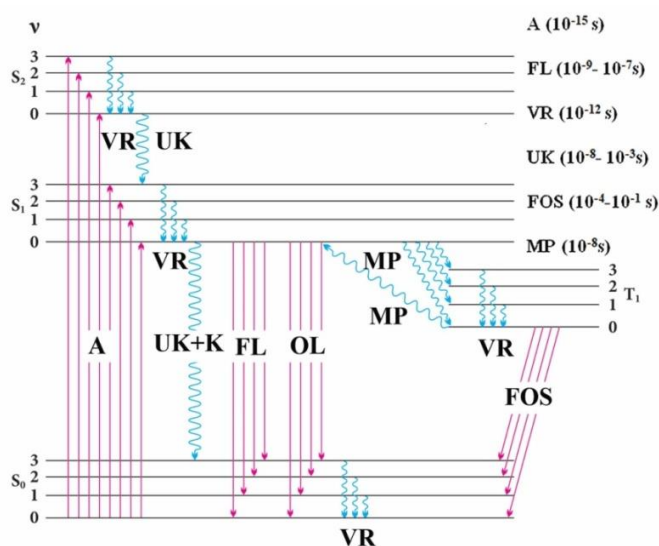 ν
A (10⁻¹⁵ s)
3
S₂ 2
1
0
FL (10⁻⁹- 10⁻⁷s)
VR (10⁻¹² s)
VR UK
UK (10⁻⁸- 10⁻³s)
3
S₁ 2
1
0
FOS (10⁻⁴-10⁻¹ s)
MP (10⁻⁸s)
VR
MP
3
2 T₁
1
0
MP
A
UK+K
FL
OL
VR
FOS
3
S₀ 2
1
0
VR